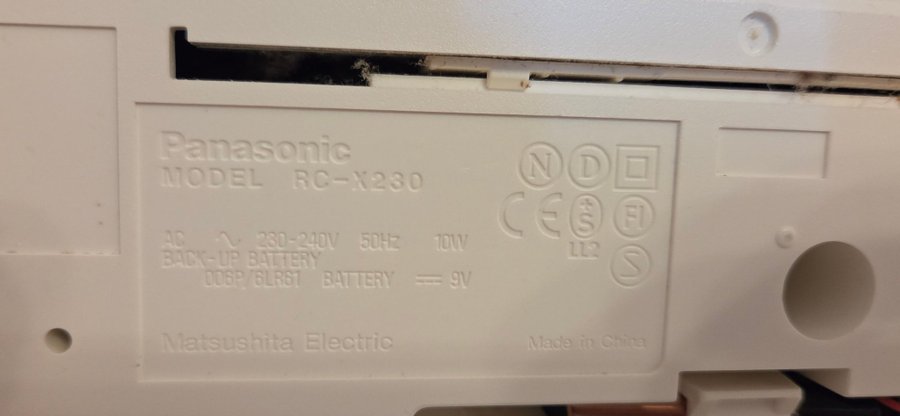 Panasonic
MODEL RC-X230
N D
CE +S FI
LL2
S
AC ∿ 230-240V 50Hz 10W
BACK-UP BATTERY
006P/6LR61 BATTERY ⎓ 9V
Matsushita Electric Made in China